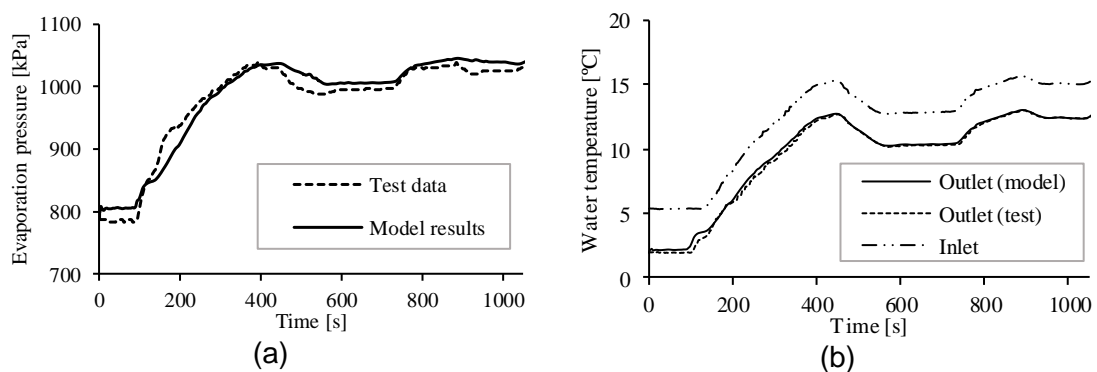 1100
1000
900
800
700
Evaporation pressure [kPa]
Test data
Model results
0 200 400 600 800 1000
Time [s]
(a)
20
15
10
5
0
Water temperature [°C]
Outlet (model)
Outlet (test)
Inlet
0 200 400 600 800 1000
Time [s]
(b)